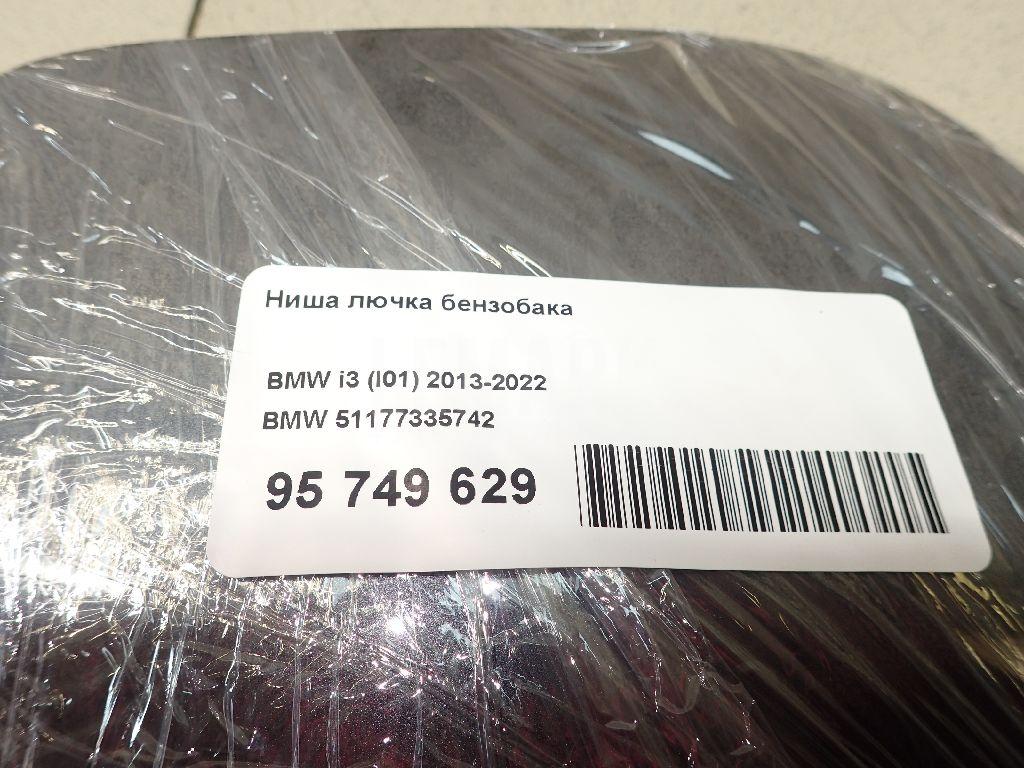 Ниша лючка бензобака
BMW i3 (I01) 2013-2022
BMW 51177335742
95 749 629